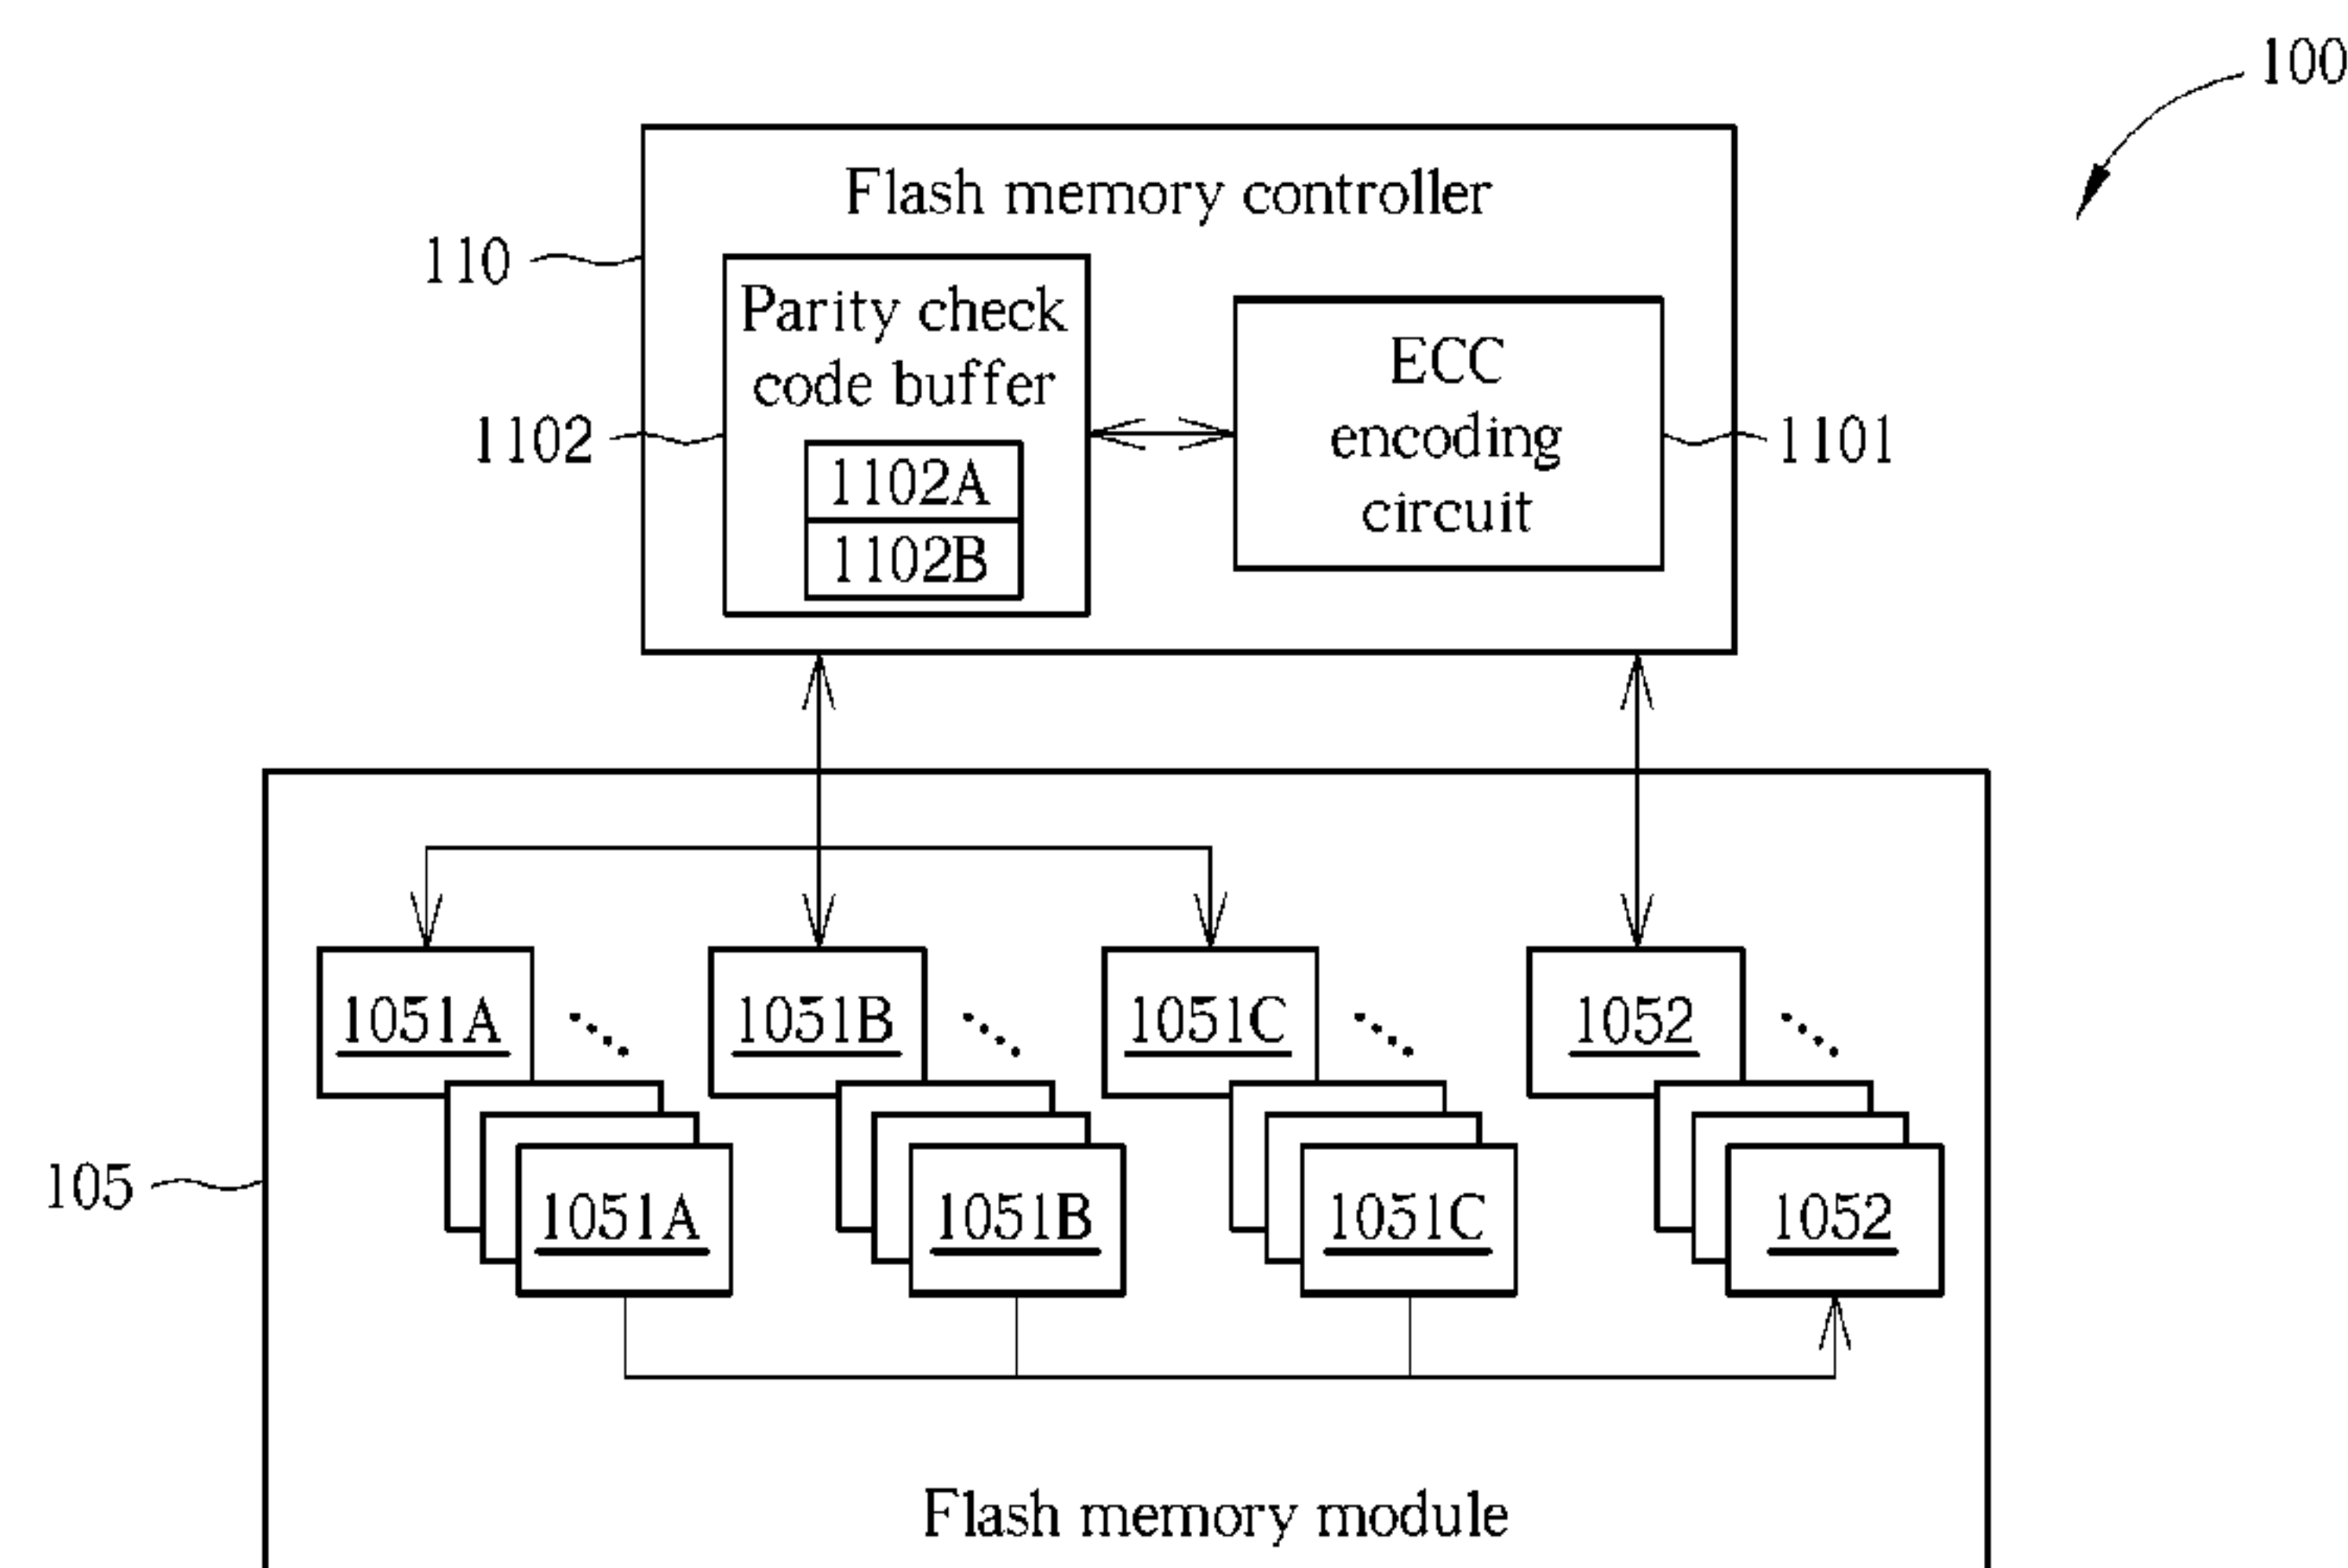 100
Flash memory controller
110
Parity check
code buffer
ECC
encoding
circuit
1102
1101
1102A
1102B
1051A
1051B
1051C
1052
105
1051A
1051B
1051C
1052
Flash memory module